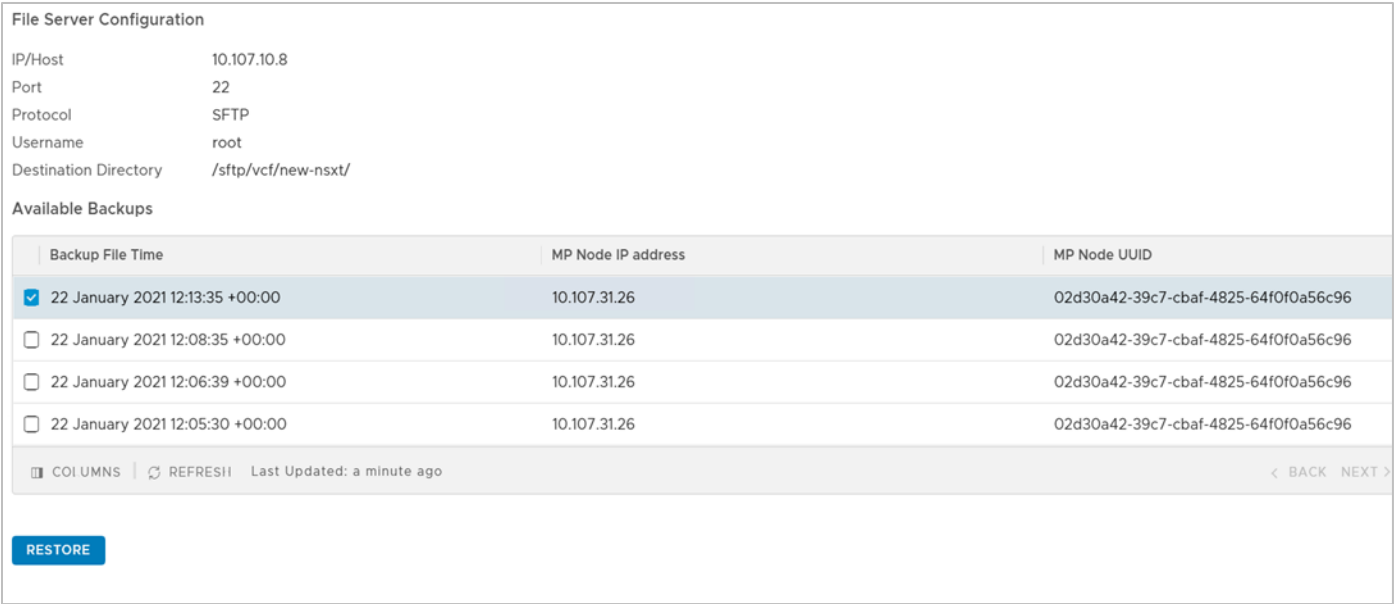 File Server Configuration
IP/Host 10.107.10.8
Port 22
Protocol SFTP
Username root
Destination Directory /sftp/vcf/new-nsxt/
Available Backups
Backup File Time MP Node IP address MP Node UUID
22 January 2021 12:13:35 +00:00 10.107.31.26 02d30a42-39c7-cbaf-4825-64f0f0a56c96
22 January 2021 12:08:35 +00:00 10.107.31.26 02d30a42-39c7-cbaf-4825-64f0f0a56c96
22 January 2021 12:06:39 +00:00 10.107.31.26 02d30a42-39c7-cbaf-4825-64f0f0a56c96
22 January 2021 12:05:30 +00:00 10.107.31.26 02d30a42-39c7-cbaf-4825-64f0f0a56c96
COLUMNS REFRESH Last Updated: a minute ago < BACK NEXT >
RESTORE